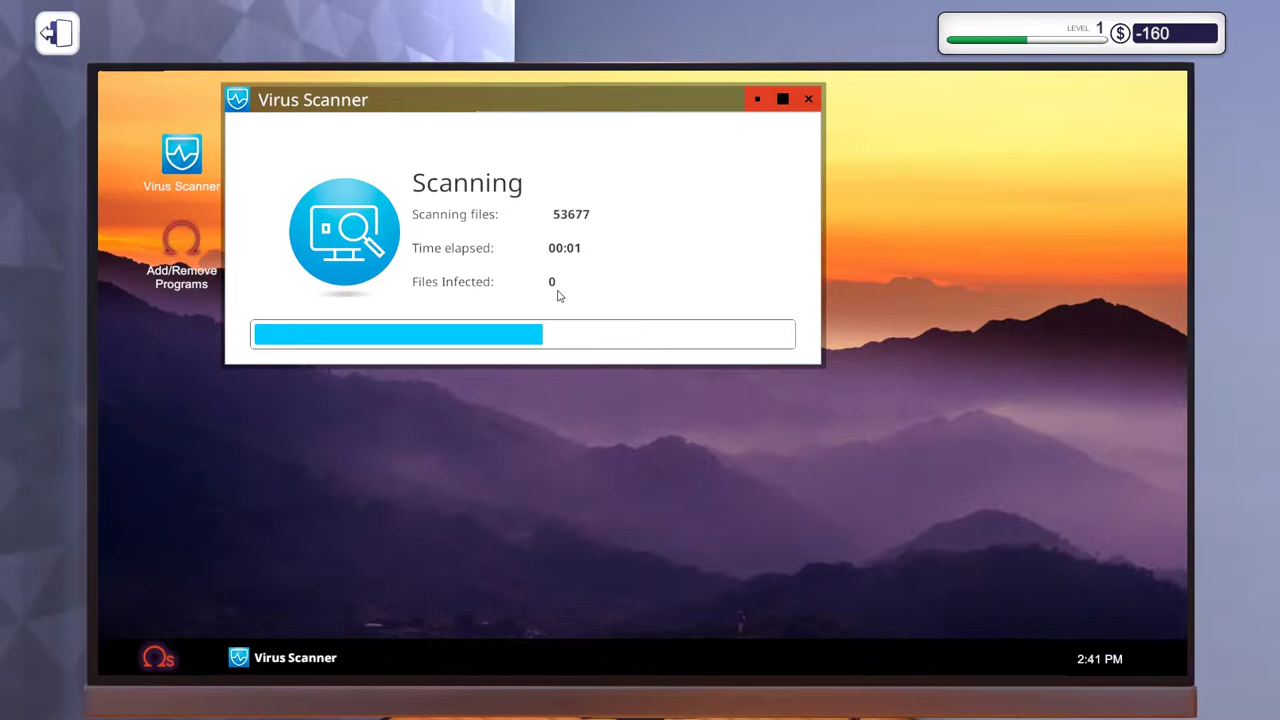 LEVEL 1 $ -160
Virus Scanner
Virus Scanner
Scanning
Scanning files: 53677
Time elapsed: 00:01
Files Infected: 0
Add/Remove
Programs
Ωs
Virus Scanner
2:41 PM